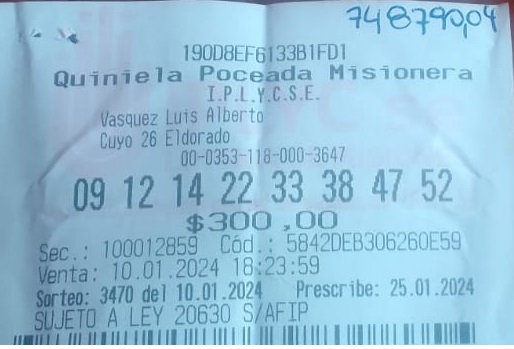 748790,04
190D8EF6133B1FD1
Quiniela Poceada Misionera
I.P.L.Y.C.S.E.
Vasquez Luis Alberto
Cuyo 26 Eldorado
00-0353-118-000-3647
09 12 14 22 33 38 47 52
$300,00
Sec.: 100012859 Cód.: 5842DEB306260E59
Venta: 10.01.2024 18:23:59
Sorteo: 3470 del 10.01.2024 Prescribe: 25.01.2024
SUJETO A LEY 20630 S/AFIP